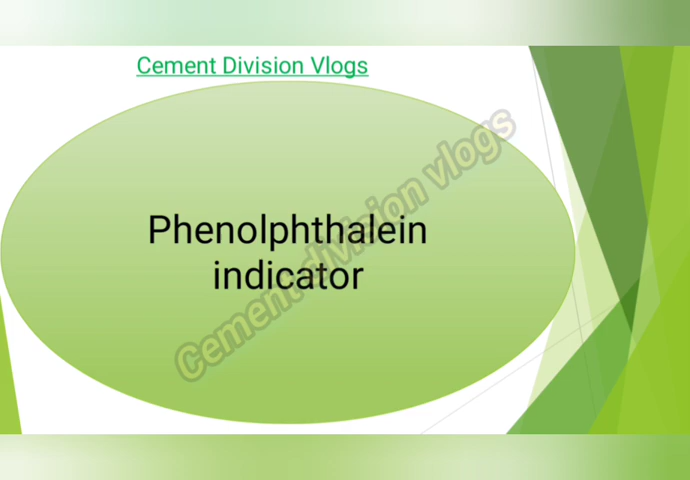 Cement Division Vlogs
Phenolphthalein
indicator
Cement division vlogs